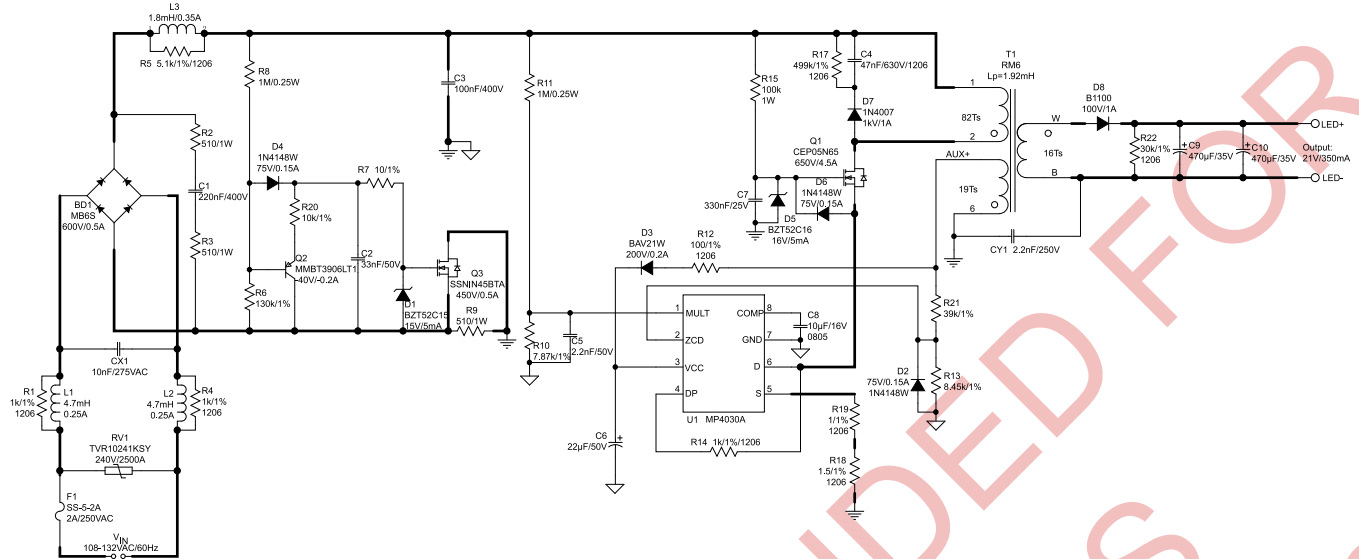 L3
1.8mH/0.35A
R5 5.1k/1%/1206
R8
1M/0.25W
C3
100nF/400V
R11
1M/0.25W
R15
100k
1W
R17
499k/1%
1206
C4
47nF/630V/1206
D7
1N4007
1kV/1A
T1
RM6
Lp=1.92mH
1
82Ts
2
AUX+
19Ts
6
W
16Ts
B
D8
B1100
100V/1A
R22
30k/1%
1206
C9
470µF/35V
C10
470µF/35V
LED+
Output:
21V/350mA
LED-
CY1 2.2nF/250V
R2
510/1W
C1
220nF/400V
R3
510/1W
BD1
MB6S
600V/0.5A
D4
1N4148W
75V/0.15A
R7 10/1%
R20
10k/1%
Q2
MMBT3906LT1
-40V/-0.2A
R6
130k/1%
C2
33nF/50V
D1
BZT52C15
15V/5mA
Q3
SSNIN45BTA
450V/0.5A
R9
510/1W
Q1
CEP05N65
650V/4.5A
C7
330nF/25V
D6
1N4148W
75V/0.15A
D5
BZT52C16
16V/5mA
D3
BAV21W
200V/0.2A
R12
100/1%
1206
R10
7.87k/1%
C5
2.2nF/50V
1 MULT COMP 8
2 ZCD GND 7
3 VCC D 6
4 DP S 5
U1 MP4030A
C8
10µF/16V
0805
R21
39k/1%
D2
75V/0.15A
1N4148W
R13
8.45k/1%
R19
1/1%
1206
R18
1.5/1%
1206
R14 1k/1%/1206
C6
22µF/50V
CX1
10nF/275VAC
R1
1k/1%
1206
L1
4.7mH
0.25A
L2
4.7mH
0.25A
R4
1k/1%
1206
RV1
TVR10241KSY
240V/2500A
F1
SS-5-2A
2A/250VAC
VIN
108-132VAC/60Hz
NDED FOR